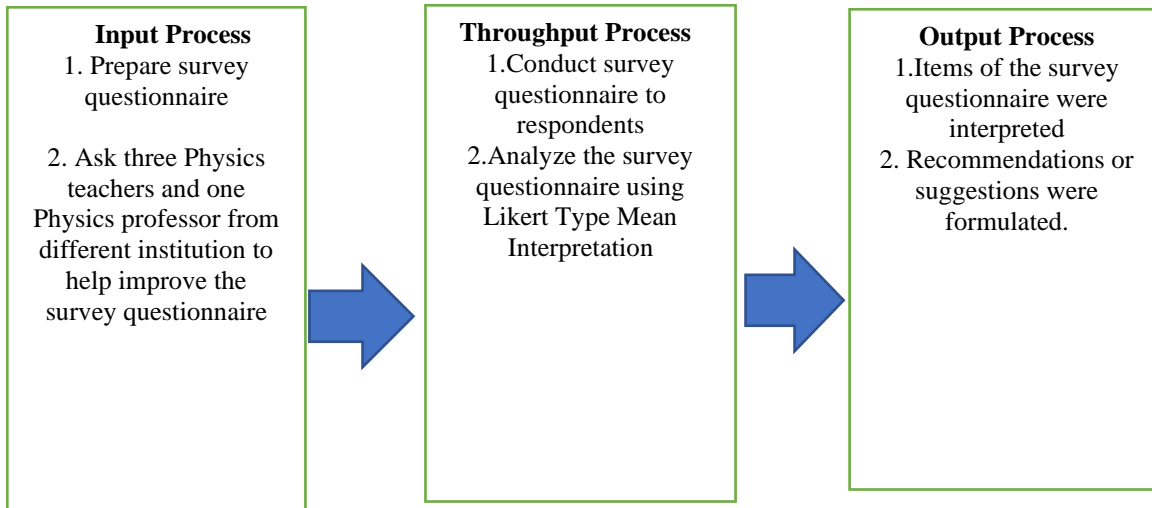 Input Process
1. Prepare survey
questionnaire
2. Ask three Physics
teachers and one
Physics professor from
different institution to
help improve the
survey questionnaire
Throughput Process
1.Conduct survey
questionnaire to
respondents
2.Analyze the survey
questionnaire using
Likert Type Mean
Interpretation
Output Process
1.Items of the survey
questionnaire were
interpreted
2. Recommendations or
suggestions were
formulated.